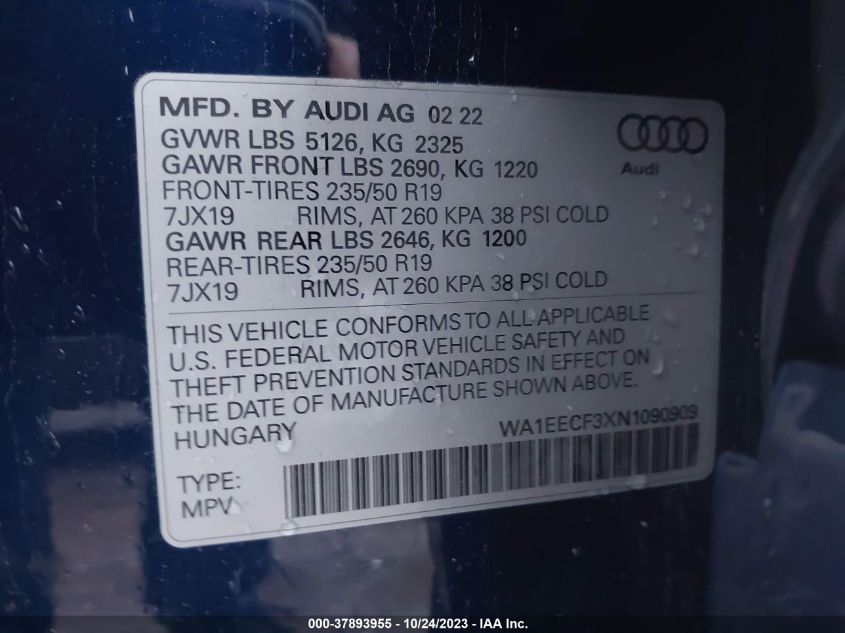 MFD. BY AUDI AG 02 22
GVWR LBS 5126, KG 2325
GAWR FRONT LBS 2690, KG 1220
FRONT-TIRES 235/50 R19
7JX19 RIMS, AT 260 KPA 38 PSI COLD
GAWR REAR LBS 2646, KG 1200
REAR-TIRES 235/50 R19
7JX19 RIMS, AT 260 KPA 38 PSI COLD
Audi
THIS VEHICLE CONFORMS TO ALL APPLICABLE
U.S. FEDERAL MOTOR VEHICLE SAFETY AND
THEFT PREVENTION STANDARDS IN EFFECT ON
THE DATE OF MANUFACTURE SHOWN ABOVE.
HUNGARY WA1EECF3XN1090909
TYPE:
MPV
000-37893955 - 10/24/2023 - IAA Inc.